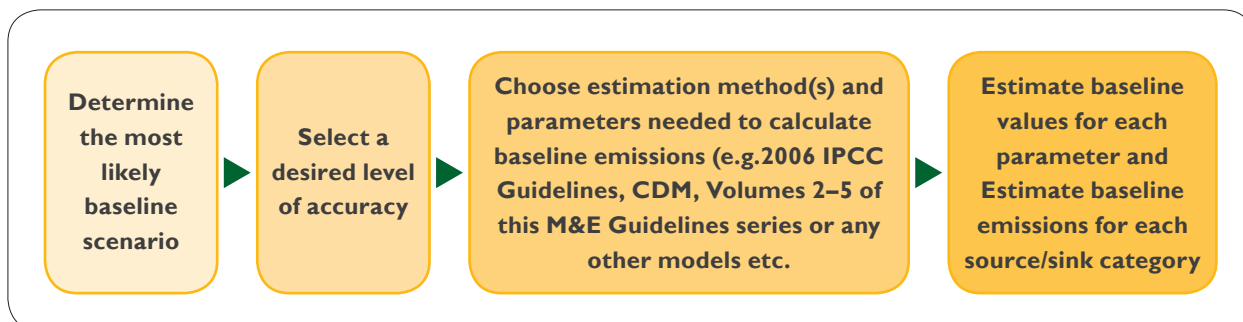 Determine
the most
likely
baseline
scenario
Select a
desired level
of accuracy
Choose estimation method(s) and
parameters needed to calculate
baseline emissions (e.g.2006 IPCC
Guidelines, CDM, Volumes 2–5 of
this M&E Guidelines series or any
other models etc.
Estimate baseline
values for each
parameter and
Estimate baseline
emissions for each
source/sink category